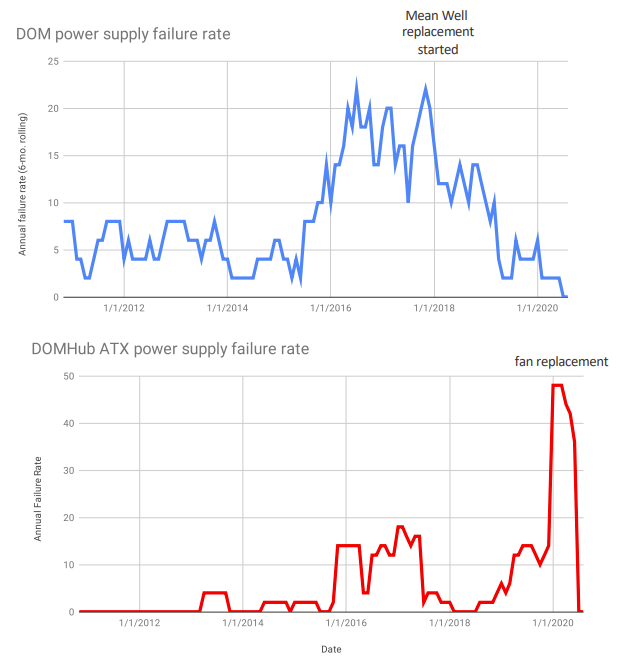 Mean Well
replacement
started
DOM power supply failure rate
Annual failure rate (6-mo. rolling)
25
20
15
10
5
0
1/1/2012
1/1/2014
1/1/2016
1/1/2018
1/1/2020
DOMHub ATX power supply failure rate
fan replacement
Annual Failure Rate
50
40
30
20
10
0
1/1/2012
1/1/2014
1/1/2016
1/1/2018
1/1/2020
Date